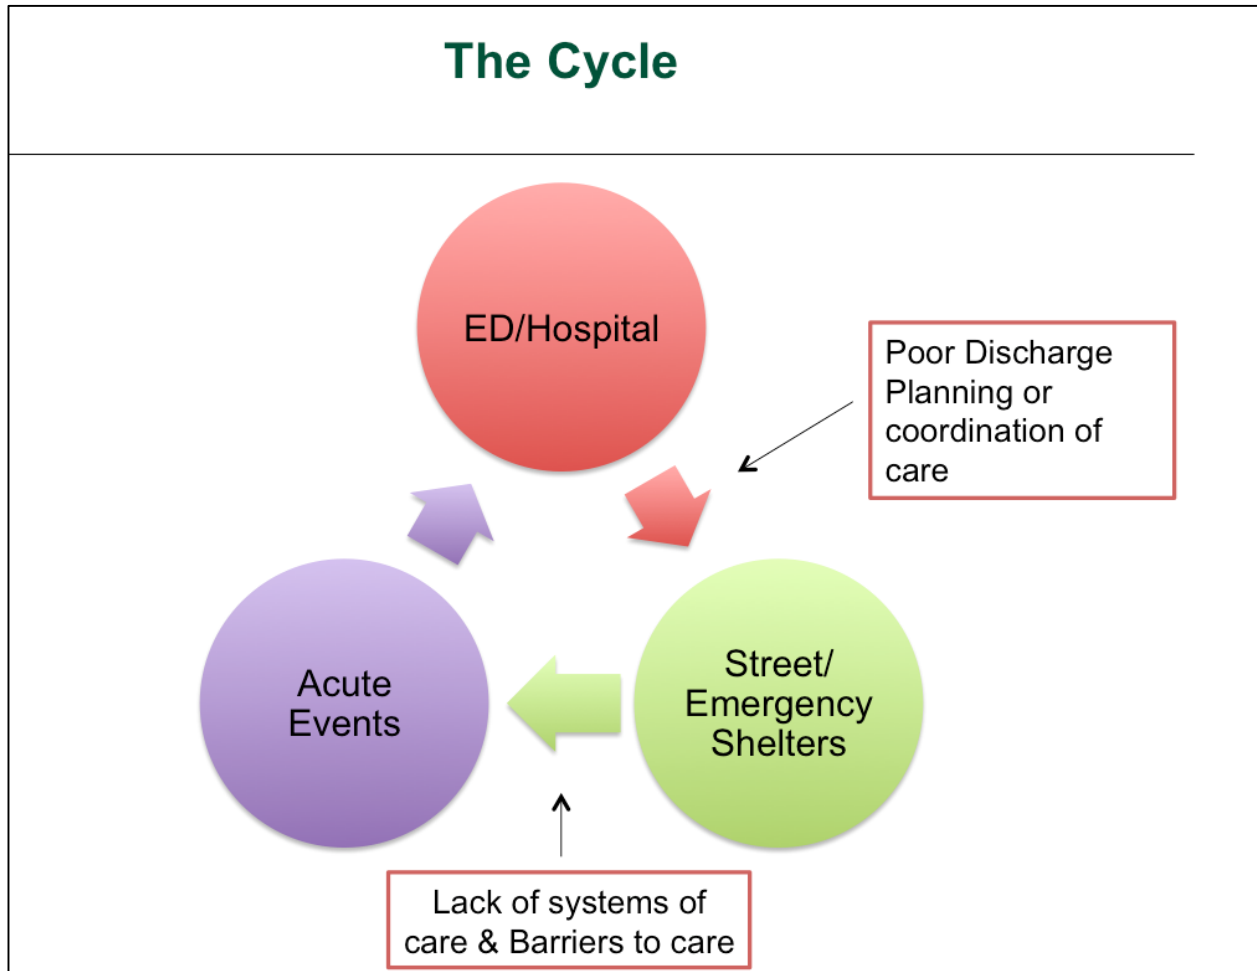 The Cycle
ED/Hospital
Poor Discharge
Planning or
coordination of
care
Street/
Emergency
Shelters
Acute
Events
Lack of systems of
care & Barriers to care